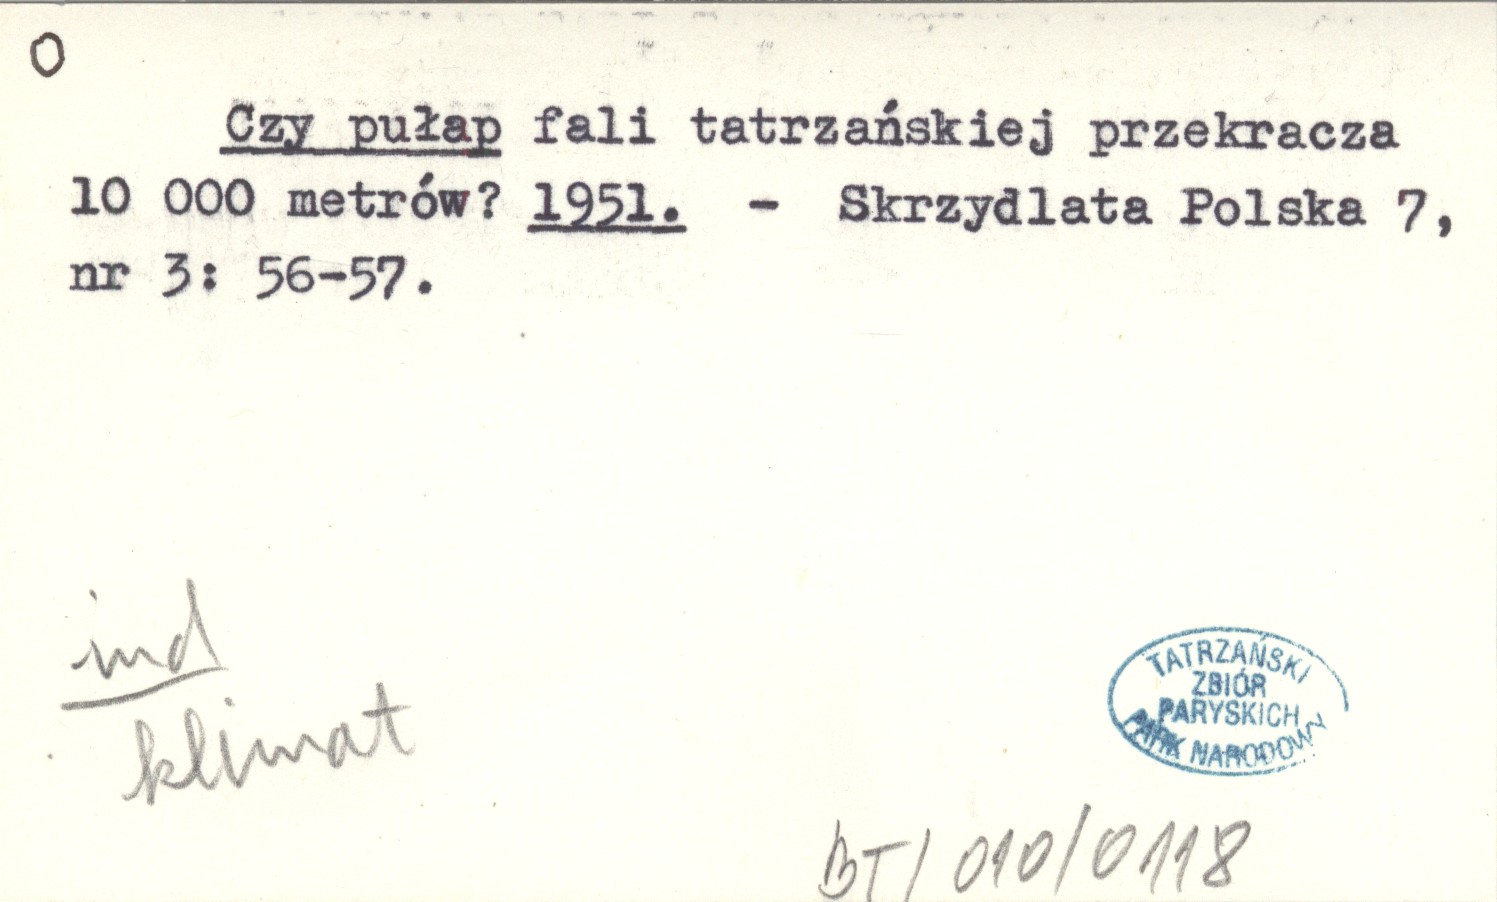 O
Czy pułap fali tatrzańskiej przekracza
10 000 metrów? 1951. - Skrzydlata Polska 7,
nr 3: 56-57.
ind
klimat
TATRZAŃSKI
ZBIÓR
PARYSKICH
PARK NARODOWY
BT/010/0118